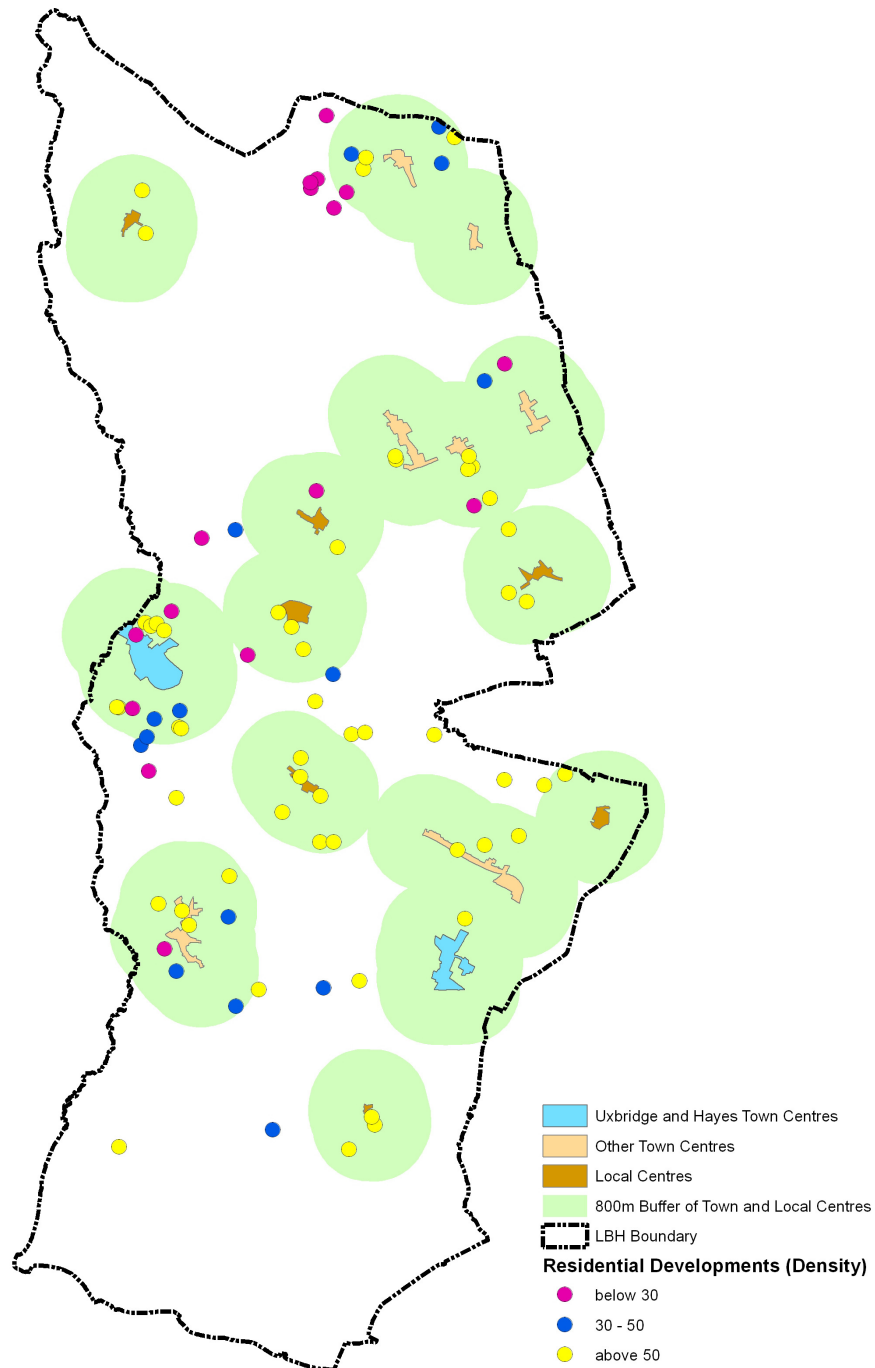 Uxbridge and Hayes Town Centres
Other Town Centres
Local Centres
800m Buffer of Town and Local Centres
LBH Boundary
Residential Developments (Density)
below 30
30 - 50
above 50